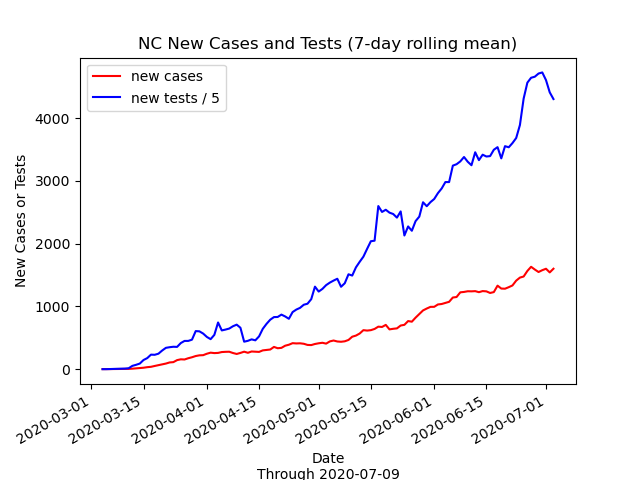 NC New Cases and Tests (7-day rolling mean)
new cases
new tests / 5
New Cases or Tests
4000
3000
2000
1000
0
2020-03-01
2020-03-15
2020-04-01
2020-04-15
2020-05-01
2020-05-15
2020-06-01
2020-06-15
2020-07-01
Date
Through 2020-07-09